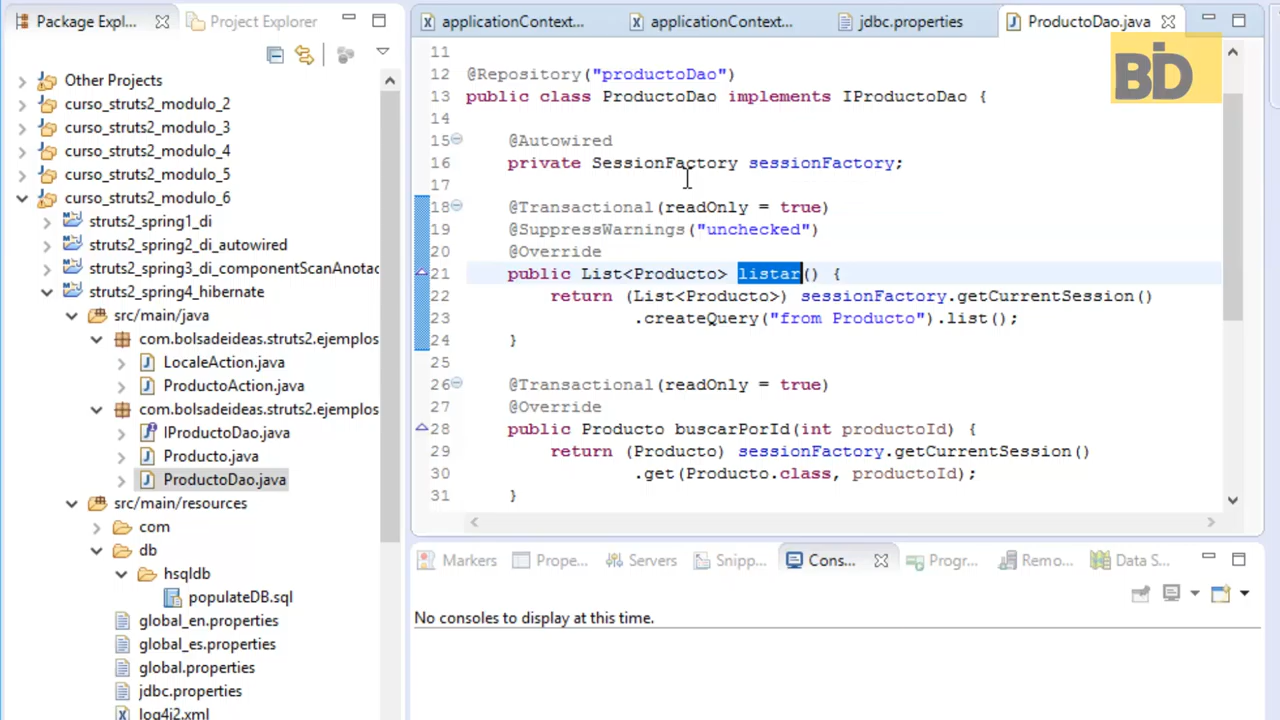 Package Expl...
Project Explorer
Other Projects
curso_struts2_modulo_2
curso_struts2_modulo_3
curso_struts2_modulo_4
curso_struts2_modulo_5
curso_struts2_modulo_6
struts2_spring1_di
struts2_spring2_di_autowired
struts2_spring3_di_componentScanAnotac
struts2_spring4_hibernate
src/main/java
com.bolsadeideas.struts2.ejemplos
LocaleAction.java
ProductoAction.java
com.bolsadeideas.struts2.ejemplos
IProductoDao.java
Producto.java
ProductoDao.java
src/main/resources
com
db
hsqldb
populateDB.sql
global_en.properties
global_es.properties
global.properties
jdbc.properties
log4j2.xml
applicationContext...
applicationContext...
jdbc.properties
ProductoDao.java
BD
11
12 @Repository("productoDao")
13 public class ProductoDao implements IProductoDao {
14
15 @Autowired
16 private SessionFactory sessionFactory;
17
18 @Transactional(readOnly = true)
19 @SuppressWarnings("unchecked")
20 @Override
21 public List<Producto> listar() {
22 return (List<Producto>) sessionFactory.getCurrentSession()
23 .createQuery("from Producto").list();
24 }
25
26 @Transactional(readOnly = true)
27 @Override
28 public Producto buscarPorId(int productoId) {
29 return (Producto) sessionFactory.getCurrentSession()
30 .get(Producto.class, productoId);
31 }
Markers
Prope...
Servers
Snipp...
Cons...
Progr...
Remo...
Data S...
No consoles to display at this time.